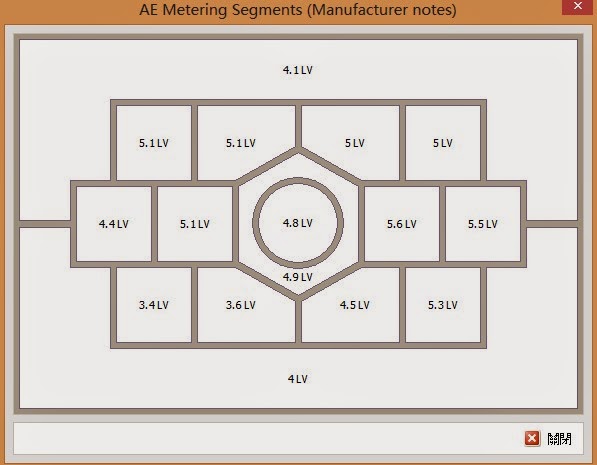 AE Metering Segments (Manufacturer notes)
4.1 LV
5.1 LV 5.1 LV 5 LV 5 LV
4.4 LV 5.1 LV 4.8 LV 5.6 LV 5.5 LV
4.9 LV
3.4 LV 3.6 LV 4.5 LV 5.3 LV
4 LV
關閉